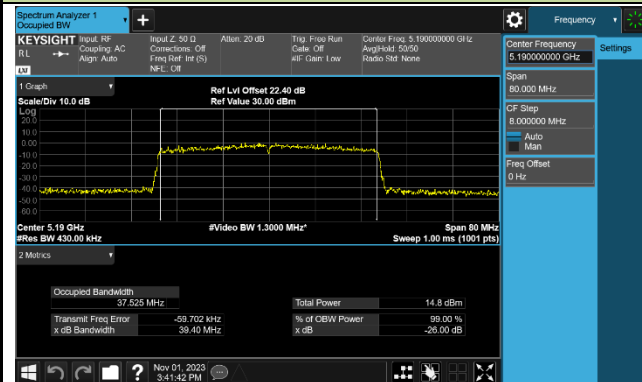 Spectrum Analyzer 1
Occupied BW
+
Frequency
KEYSIGHT
RL
Input: RF
Coupling: AC
Align: Auto
Input Z: 50 Ω
Corrections: Off
Freq Ref: Int (S)
NFE: Off
Atten: 20 dB
Trig: Free Run
Gate: Off
#IF Gain: Low
Center Freq: 5.190000000 GHz
Avg|Hold: 50/50
Radio Std: None
LXI
1 Graph
Scale/Div 10.0 dB
Ref Lvl Offset 22.40 dB
Ref Value 30.00 dBm
Log
20.0
10.0
0.00
-10.0
-20.0
-30.0
-40.0
-50.0
-60.0
Center 5.19 GHz
#Res BW 430.00 kHz
#Video BW 1.3000 MHz*
Span 80 MHz
Sweep 1.00 ms (1001 pts)
2 Metrics
Occupied Bandwidth
37.525 MHz
Total Power
14.8 dBm
Transmit Freq Error
-59.702 kHz
% of OBW Power
99.00 %
x dB Bandwidth
39.40 MHz
x dB
-26.00 dB
Center Frequency
5.190000000 GHz
Settings
Span
80.000 MHz
CF Step
8.000000 MHz
Auto
Man
Freq Offset
0 Hz
?
Nov 01, 2023
3:41:42 PM